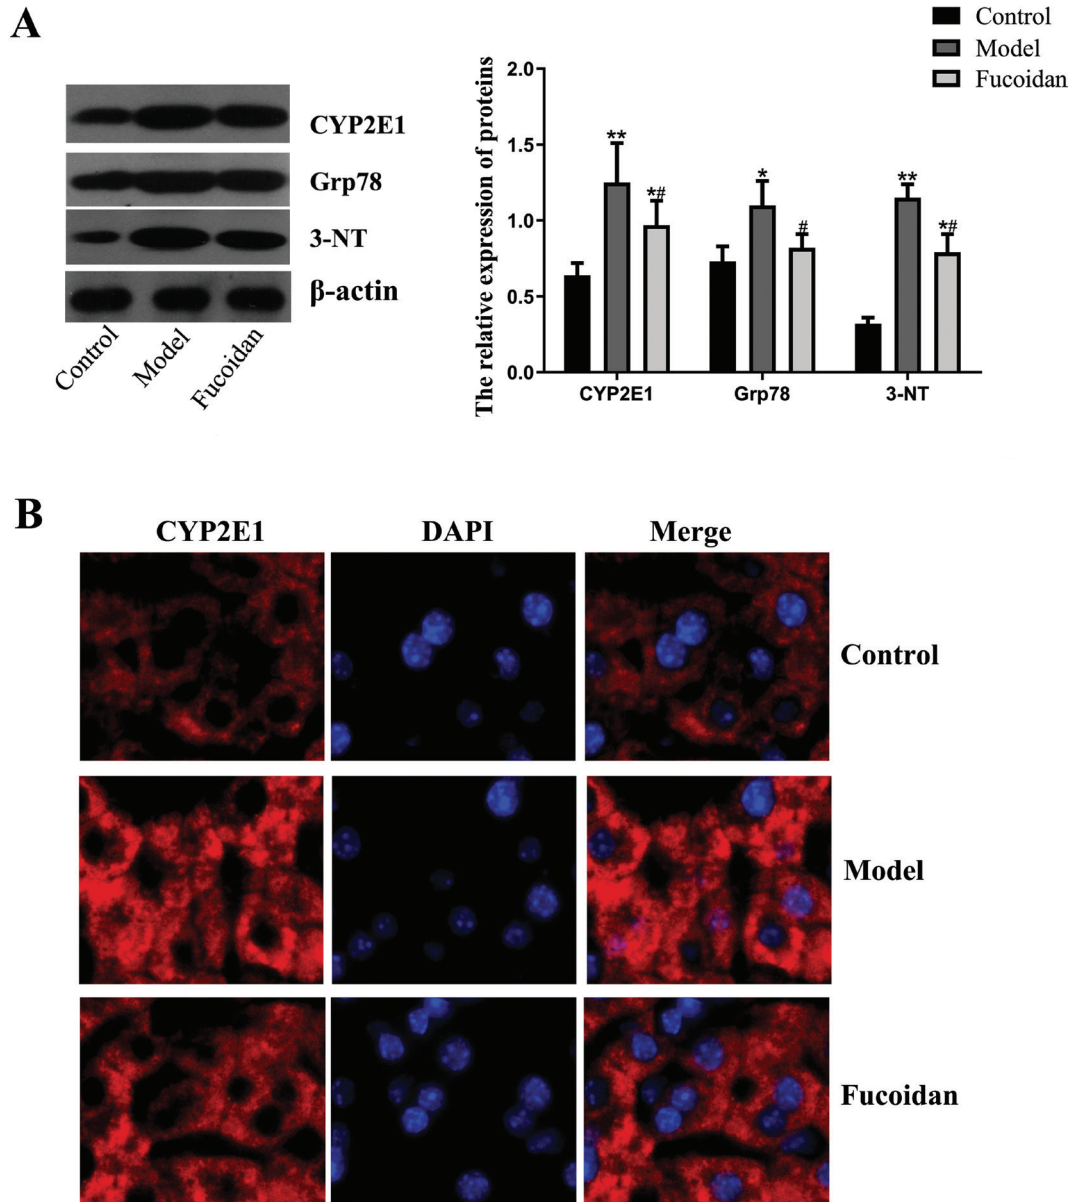 A
CYP2E1
Grp78
3-NT
β-actin
Control
Model
Fucoidan
Control
Model
Fucoidan
The relative expression of proteins
2.0
1.5
1.0
0.5
0.0
**
*#
*
#
**
*#
CYP2E1
Grp78
3-NT
B
CYP2E1
DAPI
Merge
Control
Model
Fucoidan